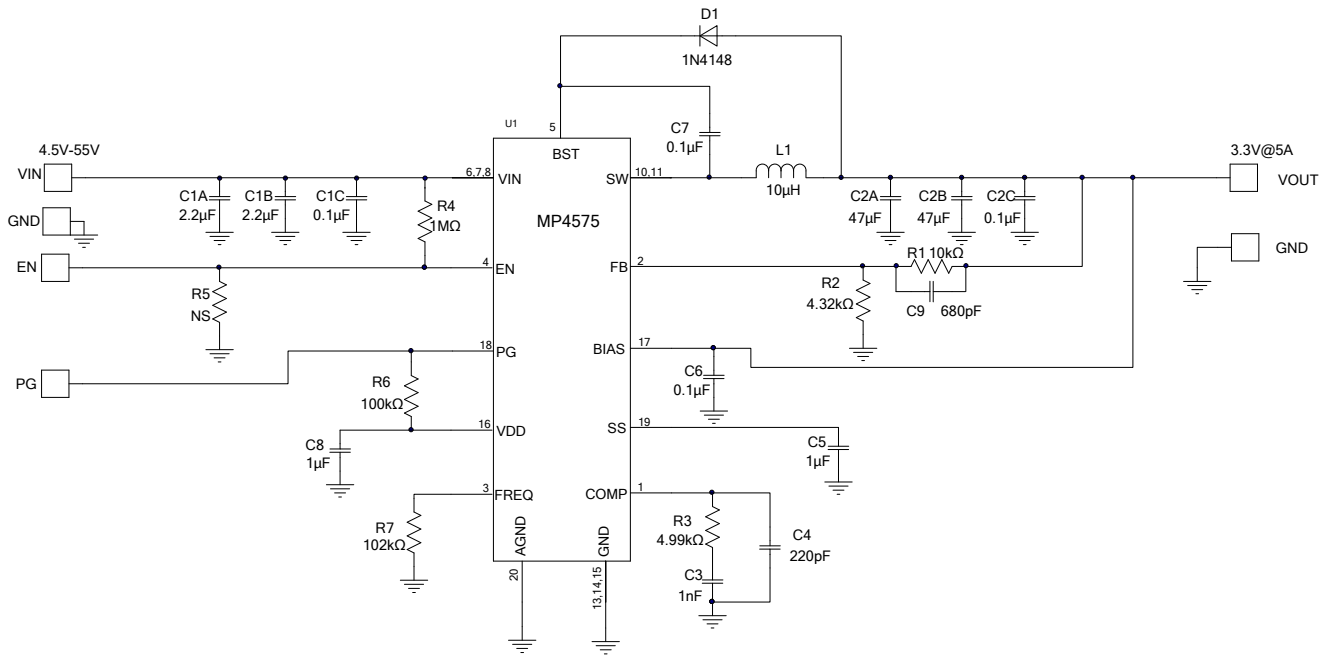 D1
1N4148
U1
5
BST
C7
0.1µF
4.5V-55V
VIN
6,7,8
VIN
SW
10,11
L1
10µH
3.3V@5A
VOUT
C1A
2.2µF
C1B
2.2µF
C1C
0.1µF
R4
1MΩ
MP4575
C2A
47µF
C2B
47µF
C2C
0.1µF
GND
GND
EN
4
EN
FB
2
R1
10kΩ
R5
NS
R2
4.32kΩ
C9
680pF
18
PG
BIAS
17
PG
R6
100kΩ
C6
0.1µF
16
VDD
SS
19
C8
1µF
C5
1µF
3
FREQ
COMP
1
R7
102kΩ
R3
4.99kΩ
C4
220pF
C3
1nF
AGND
GND
20
13,14,15